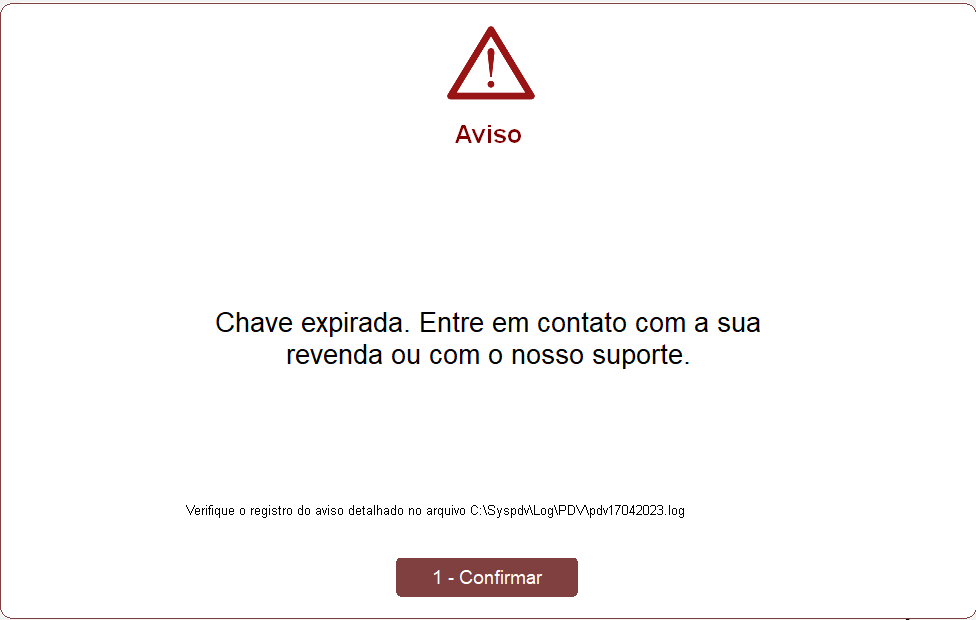 Aviso
Chave expirada. Entre em contato com a sua
revenda ou com o nosso suporte.
Verifique o registro do aviso detalhado no arquivo C:\Syspdv\Log\PDV\pdv17042023.log
1 - Confirmar